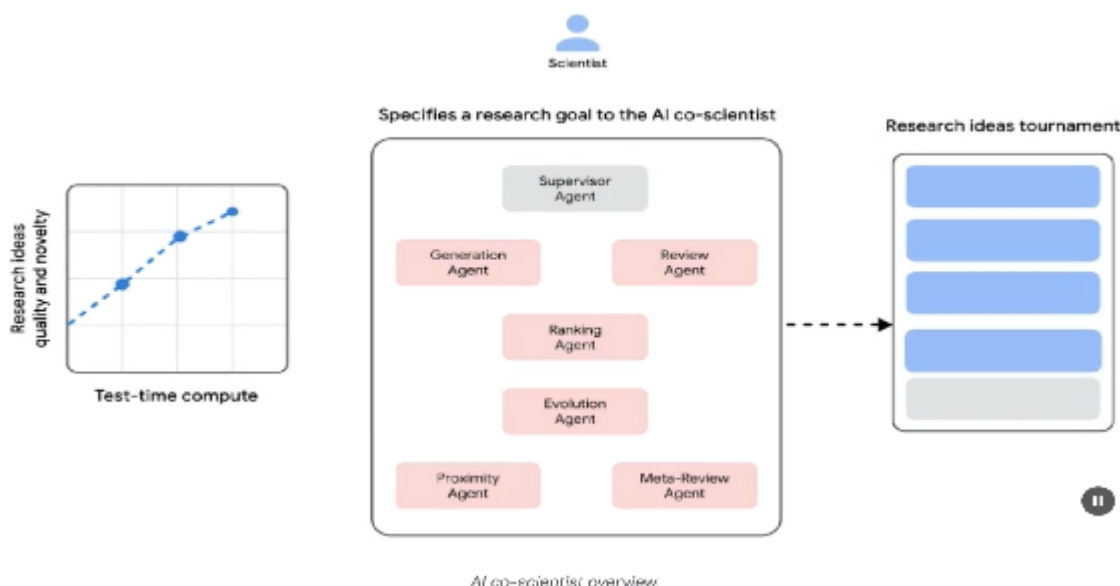 Scientist
Specifies a research goal to the AI co-scientist
Research ideas tournament
Supervisor
Agent
Generation
Agent
Review
Agent
Ranking
Agent
Evolution
Agent
Proximity
Agent
Meta-Review
Agent
Research ideas
quality and novelty
Test-time compute
AI co-scientist overview